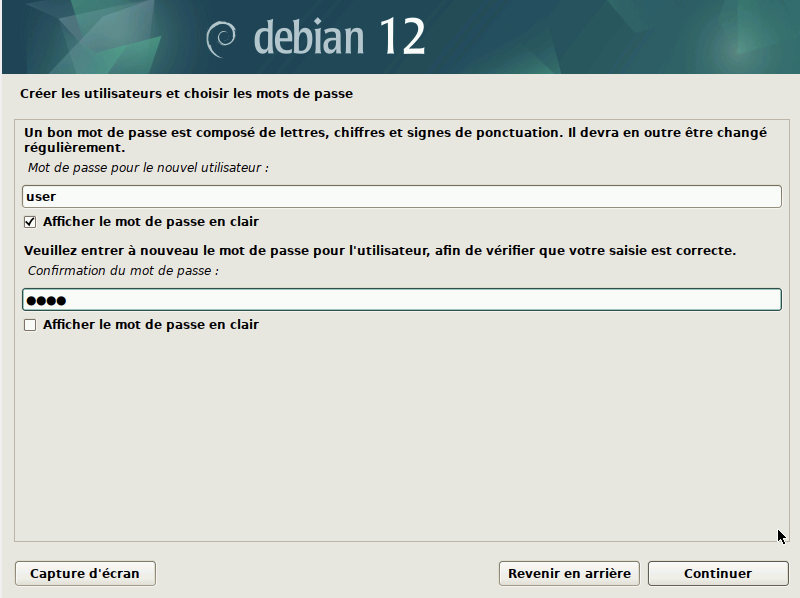 debian 12
Créer les utilisateurs et choisir les mots de passe
Un bon mot de passe est composé de lettres, chiffres et signes de ponctuation. Il devra en outre être changé
régulièrement.
Mot de passe pour le nouvel utilisateur :
user
Afficher le mot de passe en clair
Veuillez entrer à nouveau le mot de passe pour l'utilisateur, afin de vérifier que votre saisie est correcte.
Confirmation du mot de passe :
●●●●
Afficher le mot de passe en clair
Capture d'écran
Revenir en arrière
Continuer